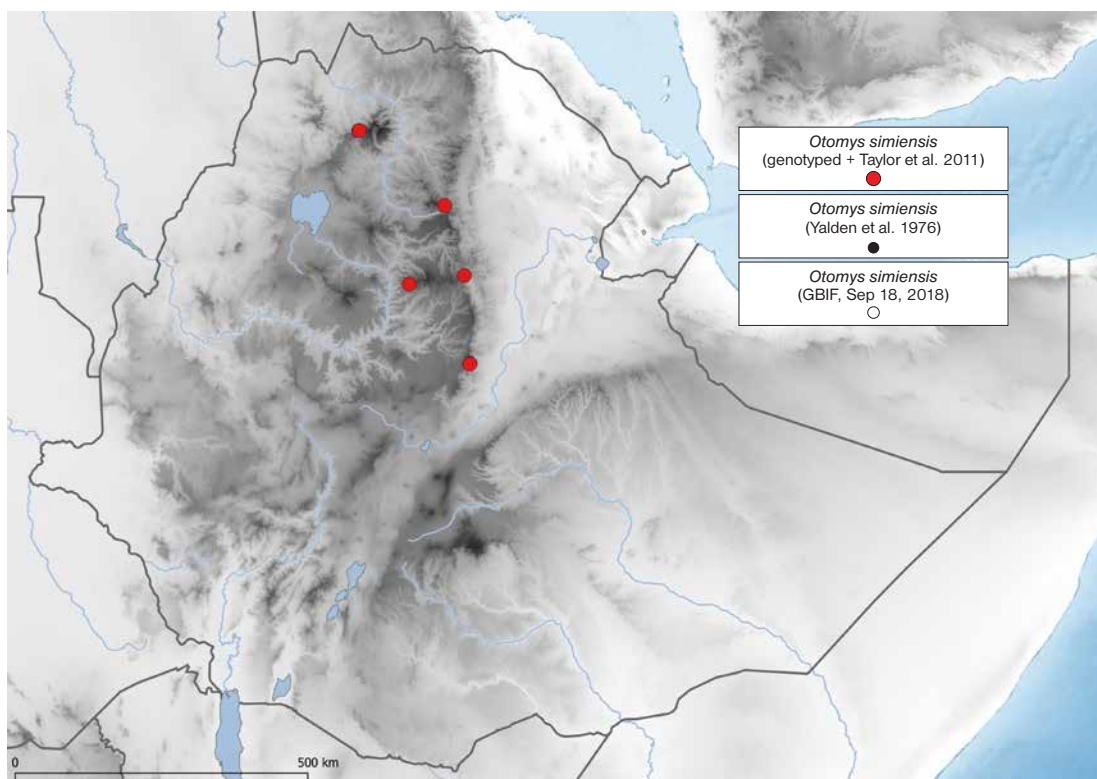 Otomys simiensis
(genotyped + Taylor et al. 2011)
Otomys simiensis
(Yalden et al. 1976)
Otomys simiensis
(GBIF, Sep 18, 2018)
0
500 km